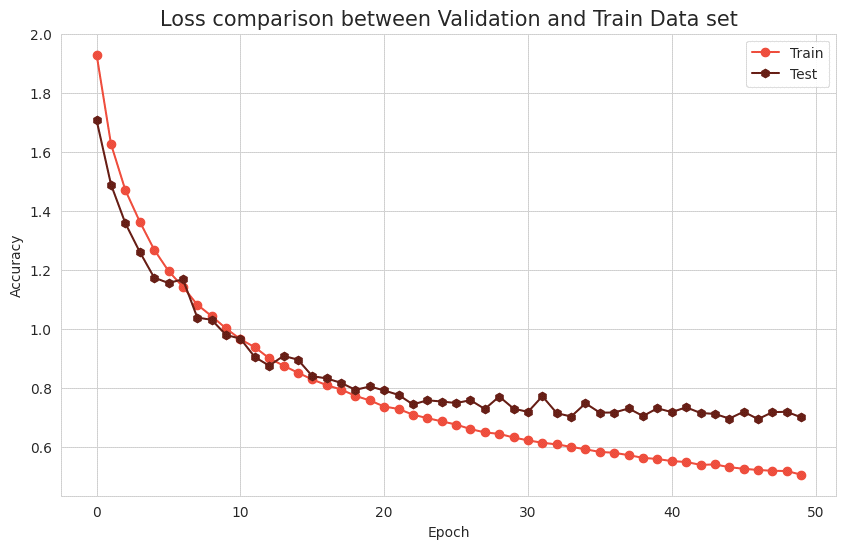 Loss comparison between Validation and Train Data set
2.0
1.8
1.6
1.4
1.2
1.0
0.8
0.6
Accuracy
Train
Test
0 10 20 30 40 50
Epoch